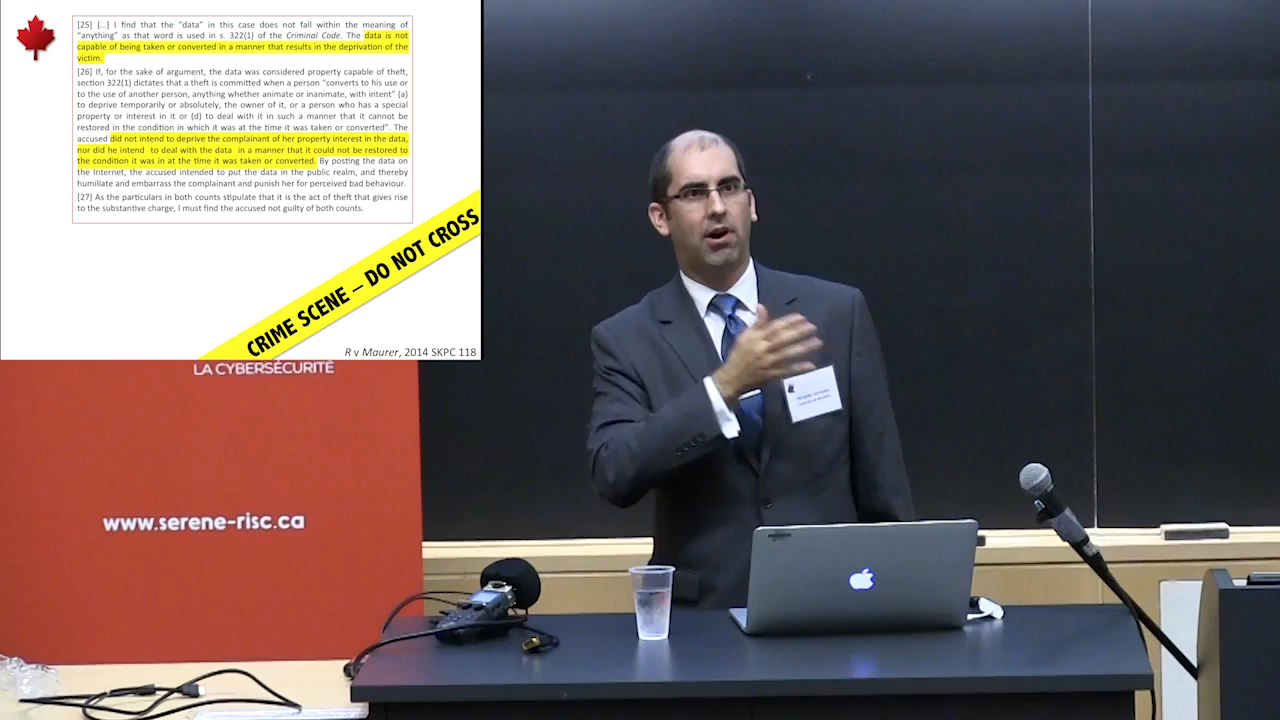 [25] […] I find that the “data” in this case does not fall within the meaning of
“anything” as that word is used in s. 322(1) of the Criminal Code. The data is not
capable of being taken or converted in a manner that results in the deprivation of the
victim.
[26] If, for the sake of argument, the data was considered property capable of theft,
section 322(1) dictates that a theft is committed when a person “converts to his use or
to the use of another person, anything whether animate or inanimate, with intent” (a)
to deprive temporarily or absolutely, the owner of it, or a person who has a special
property or interest in it or (d) to deal with it in such a manner that it cannot be
restored in the condition in which it was at the time it was taken or converted”. The
accused did not intend to deprive the complainant of her property interest in the data,
nor did he intend to deal with the data in a manner that it could not be restored to
the condition it was in at the time it was taken or converted. By posting the data on
the Internet, the accused intended to put the data in the public realm, and thereby
humiliate and embarrass the complainant and punish her for perceived bad behaviour.
[27] As the particulars in both counts stipulate that it is the act of theft that gives rise
to the substantive charge, I must find the accused not guilty of both counts.
CRIME SCENE – DO NOT CROSS
R v Maurer, 2014 SKPC 118
LA CYBERSÉCURITÉ
www.serene-risc.ca